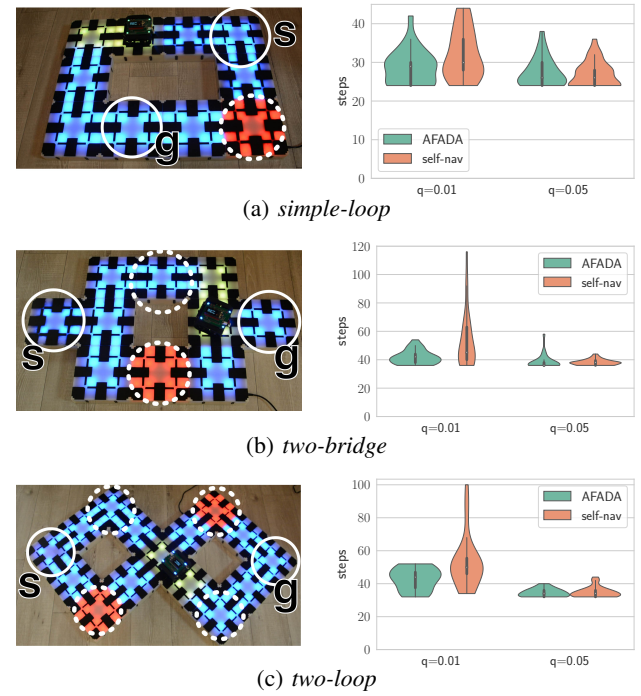 s
g
steps
40
30
20
10
0
AFADA
self-nav
q=0.01
q=0.05
(a) simple-loop
s
g
steps
120
100
80
60
40
20
0
AFADA
self-nav
q=0.01
q=0.05
(b) two-bridge
s
g
steps
100
80
60
40
20
0
AFADA
self-nav
q=0.01
q=0.05
(c) two-loop